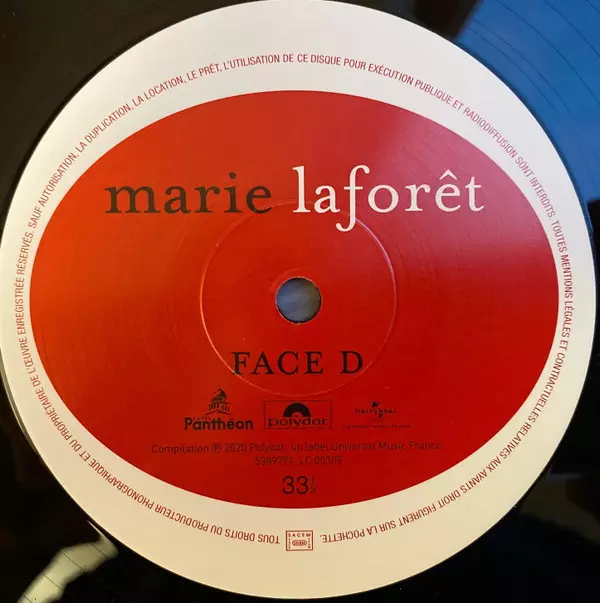 TOUS DROITS DU PRODUCTEUR PHONOGRAPHIQUE ET DU PROPRIÉTAIRE DE L'ŒUVRE ENREGISTRÉE RÉSERVÉS. SAUF AUTORISATION, LA DUPLICATION, LA LOCATION, LE PRÊT, L'UTILISATION DE CE DISQUE POUR EXÉCUTION PUBLIQUE ET RADIODIFFUSION SONT INTERDITS. TOUTES MENTIONS LÉGALES ET CONTRACTUELLES RELATIVES AUX AYANTS DROIT FIGURENT SUR LA POCHETTE.
marie laforêt
FACE D
Panthéon polydor UNIVERSAL
Compilation ℗ 2020 Polydor, un label Universal Music France.
LC 00309
33 1/3
SACEM